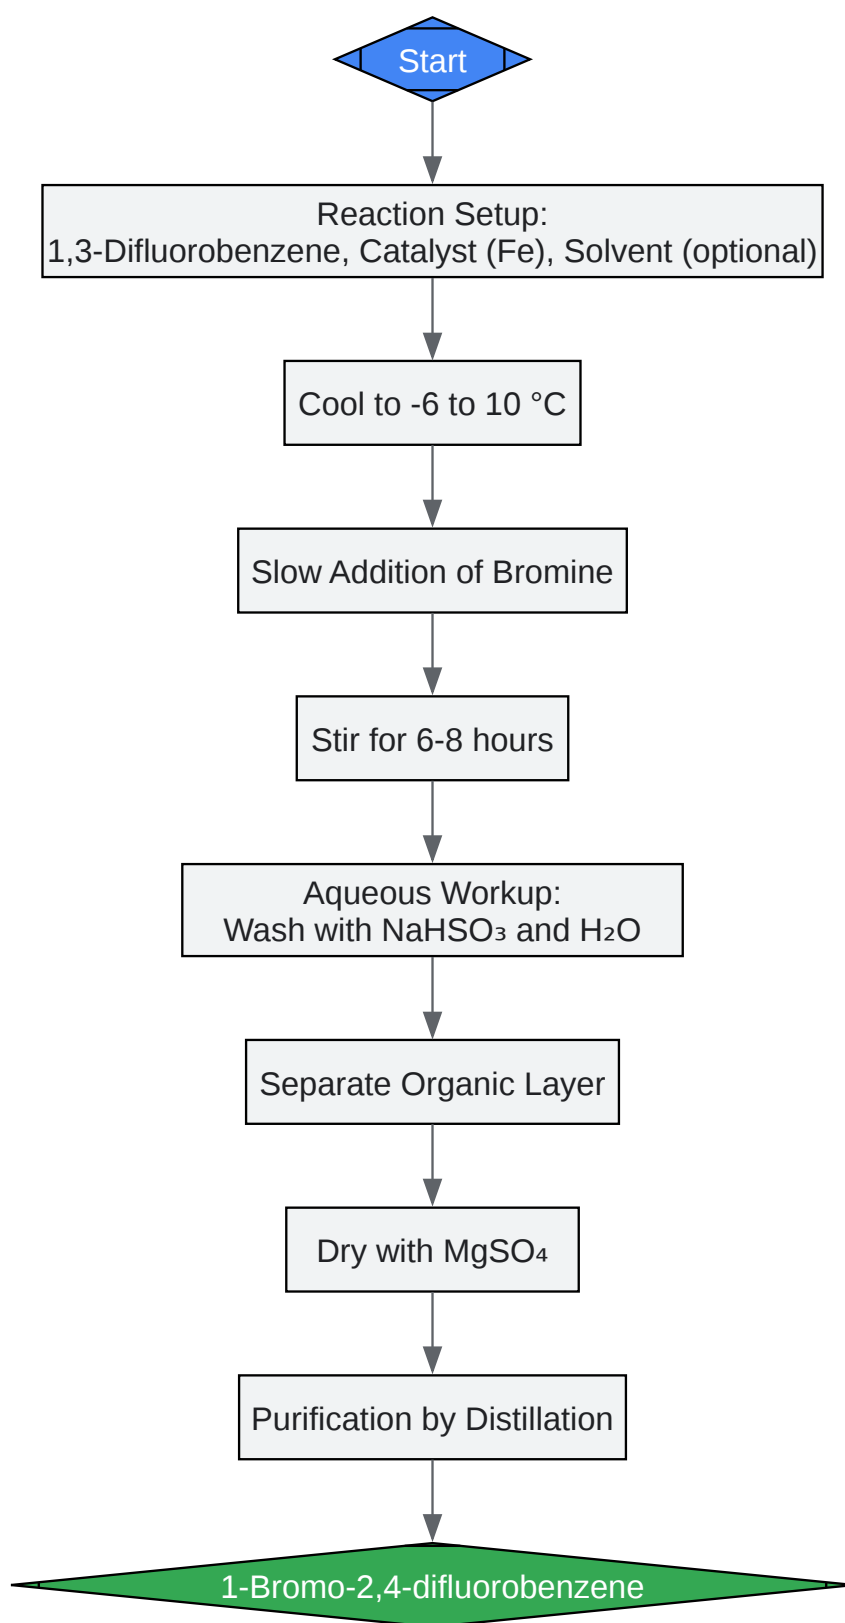 Start
Reaction Setup:
1,3-Difluorobenzene, Catalyst (Fe), Solvent (optional)
Cool to -6 to 10 °C
Slow Addition of Bromine
Stir for 6-8 hours
Aqueous Workup:
Wash with NaHSO₃ and H₂O
Separate Organic Layer
Dry with MgSO₄
Purification by Distillation
1-Bromo-2,4-difluorobenzene